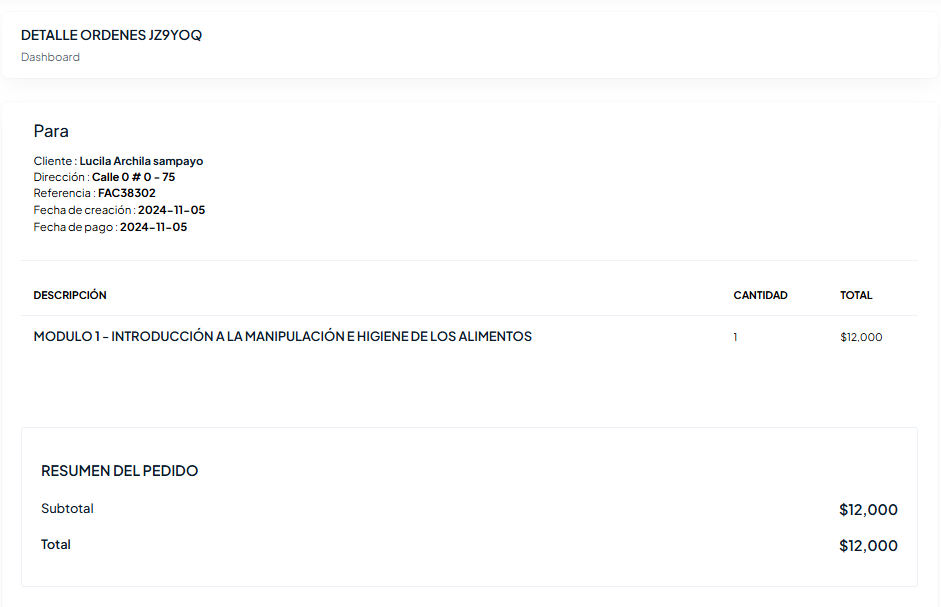 DETALLE ORDENES JZ9YOQ
Dashboard
Para
Cliente : Lucila Archila sampayo
Dirección : Calle 0 # 0 - 75
Referencia : FAC38302
Fecha de creación : 2024-11-05
Fecha de pago : 2024-11-05
DESCRIPCIÓN CANTIDAD TOTAL
MODULO 1 - INTRODUCCIÓN A LA MANIPULACIÓN E HIGIENE DE LOS ALIMENTOS 1 $12,000
RESUMEN DEL PEDIDO
Subtotal $12,000
Total $12,000